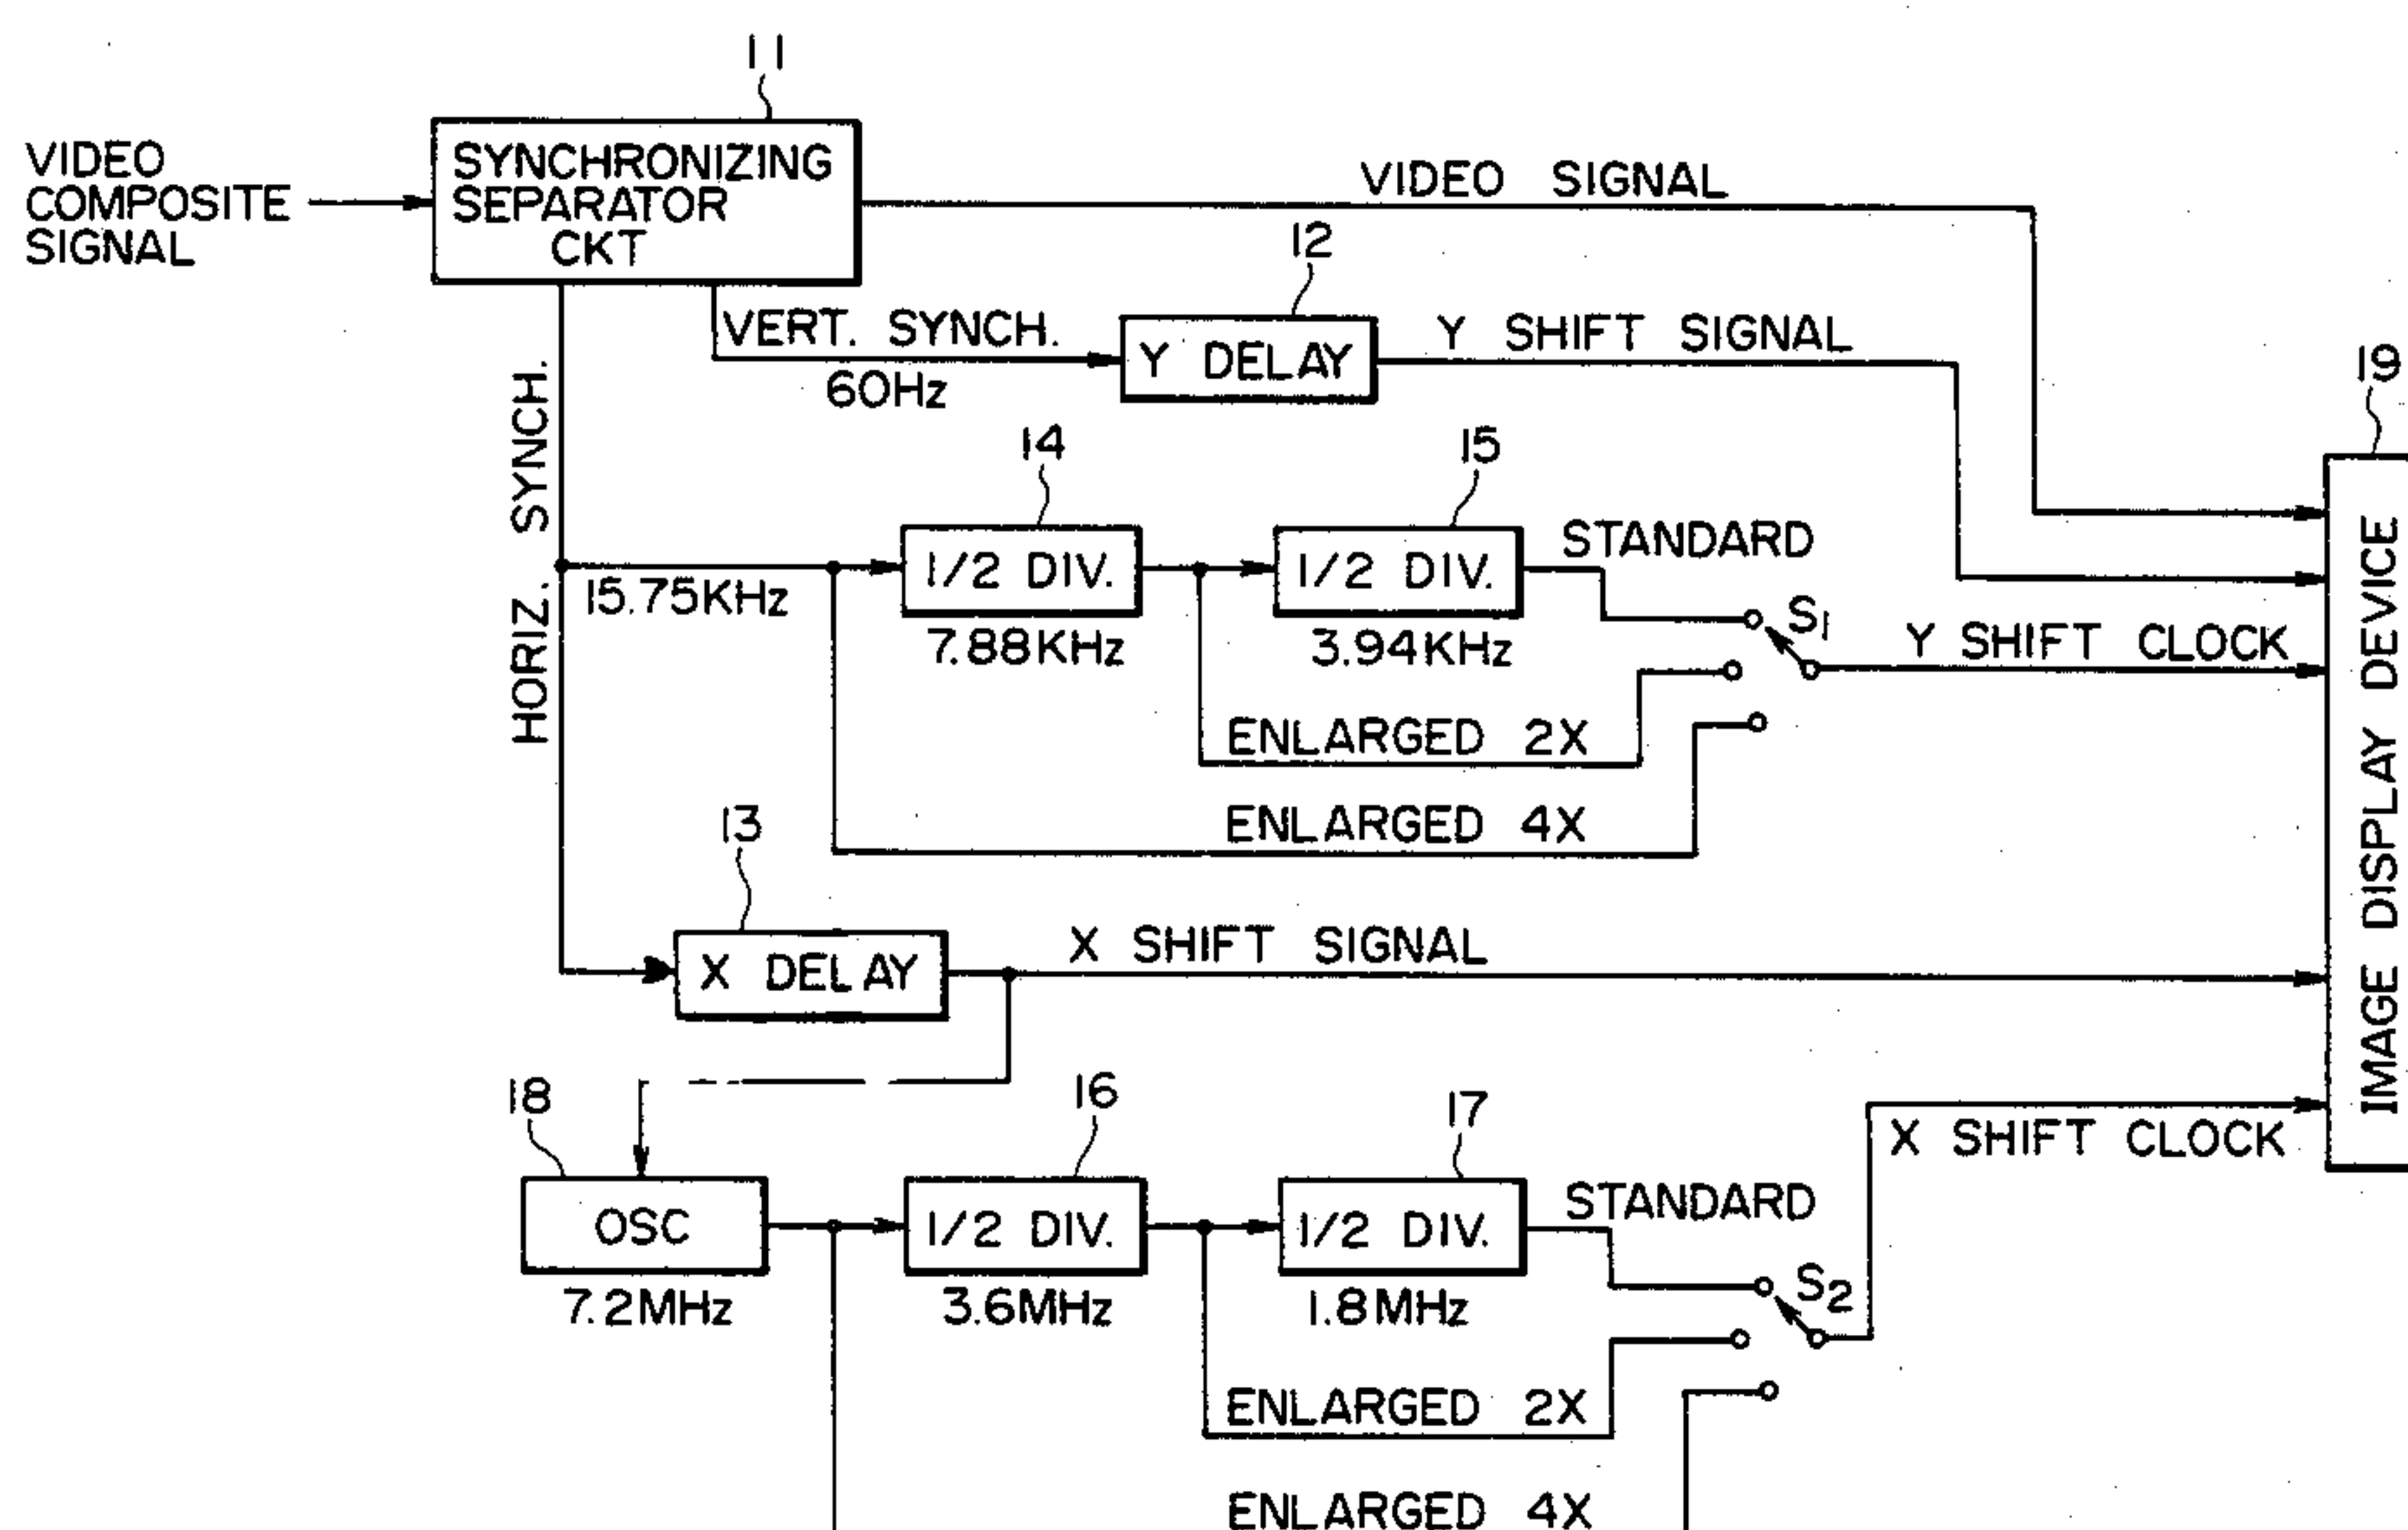 11
VIDEO
COMPOSITE
SIGNAL
SYNCHRONIZING
SEPARATOR
CKT
VIDEO SIGNAL
12
VERT. SYNCH.
60Hz
Y DELAY
Y SHIFT SIGNAL
19
HORIZ. SYNCH.
14
15
15.75KHz
1/2 DIV.
7.88KHz
1/2 DIV.
3.94KHz
STANDARD
S1
Y SHIFT CLOCK
ENLARGED 2X
ENLARGED 4X
IMAGE DISPLAY DEVICE
13
X DELAY
X SHIFT SIGNAL
18
16
17
X SHIFT CLOCK
OSC
7.2MHz
1/2 DIV.
3.6MHz
1/2 DIV.
1.8MHz
STANDARD
S2
ENLARGED 2X
ENLARGED 4X